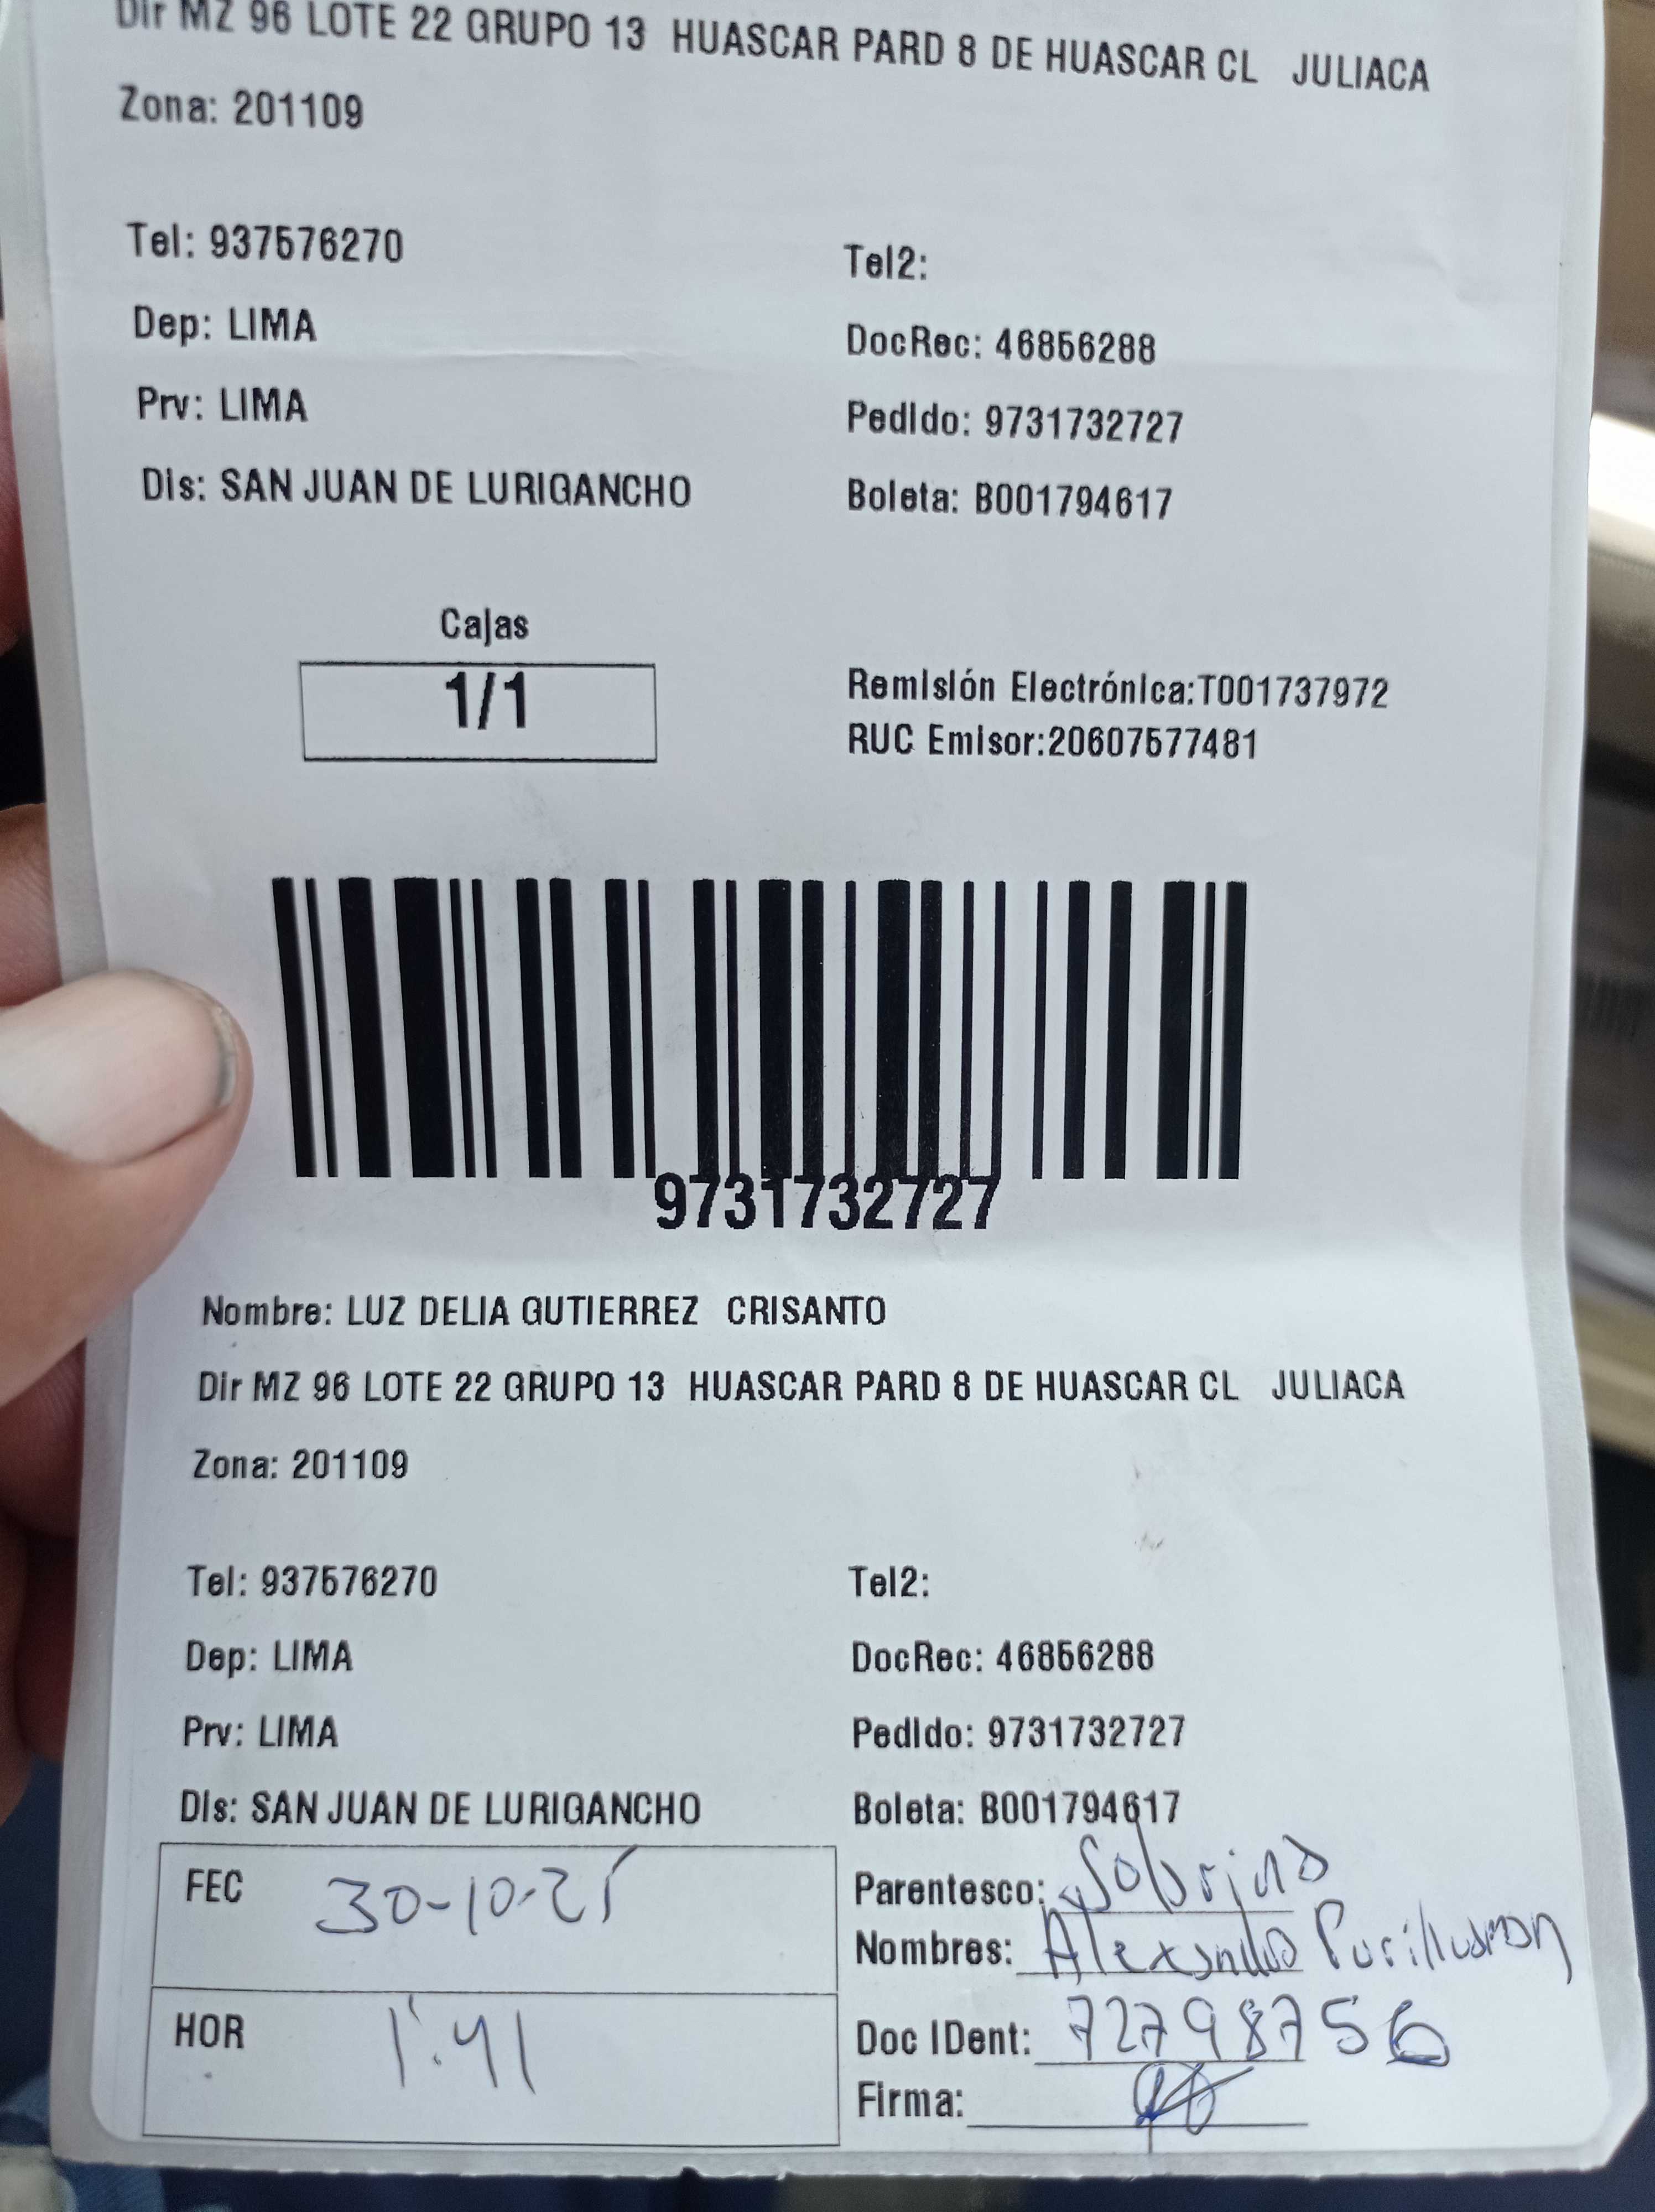 Dir MZ 96 LOTE 22 GRUPO 13 HUASCAR PARD 8 DE HUASCAR CL JULIACA
Zona: 201109
Tel: 937576270
Tel2:
Dep: LIMA
DocRec: 46856288
Prv: LIMA
Pedido: 9731732727
Dis: SAN JUAN DE LURIGANCHO
Boleta: B001794617
Cajas
1/1
Remisión Electrónica:T001737972
RUC Emisor:20607577481
9731732727
Nombre: LUZ DELIA GUTIERREZ CRISANTO
Dir MZ 96 LOTE 22 GRUPO 13 HUASCAR PARD 8 DE HUASCAR CL JULIACA
Zona: 201109
Tel: 937576270
Tel2:
Dep: LIMA
DocRec: 46856288
Prv: LIMA
Pedido: 9731732727
Dis: SAN JUAN DE LURIGANCHO
Boleta: B001794617
FEC 30-10-25
Parentesco: Sobrino
Nombres: Alexandro
HOR 1:41
Doc IDent: 72798756
Firma: